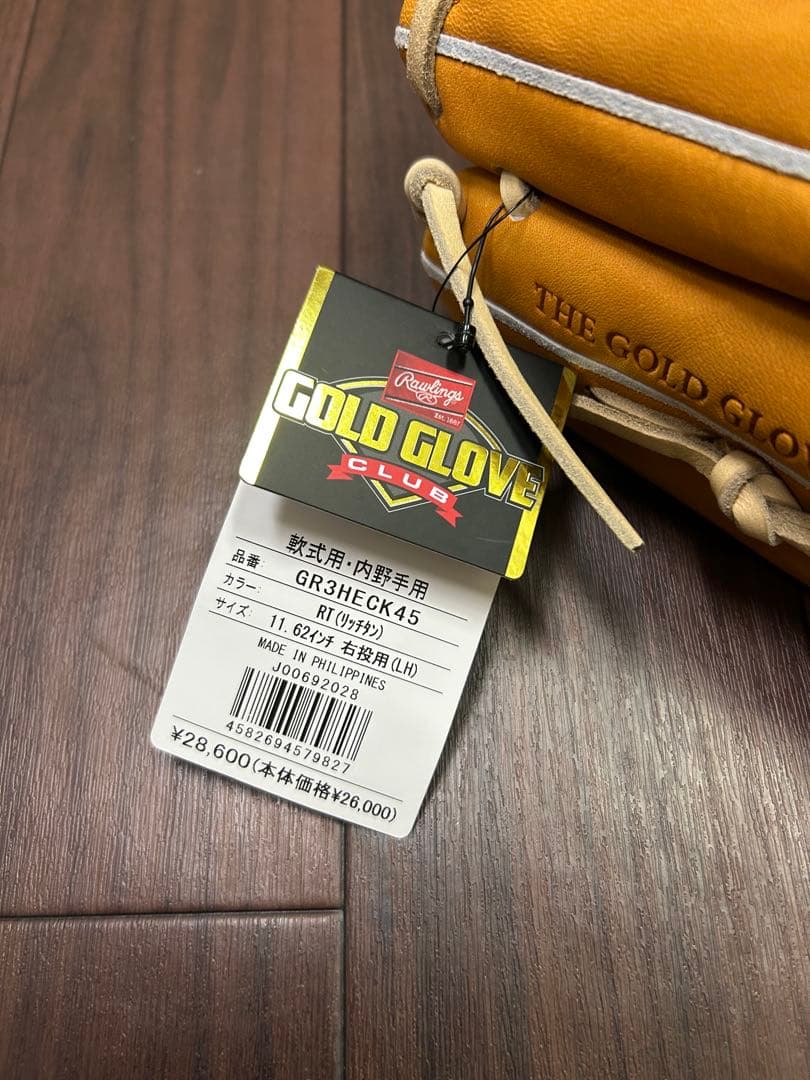 Rawlings
R
Est. 1887
GOLD GLOVE
CLUB
軟式用・内野手用
品番: GR3HECK45
カラー: RT(リッチタン)
サイズ: 11.62インチ 右投用(LH)
MADE IN PHILIPPINES
J00692028
4582694579827
¥28,600(本体価格¥26,000)
THE GOLD GLOV